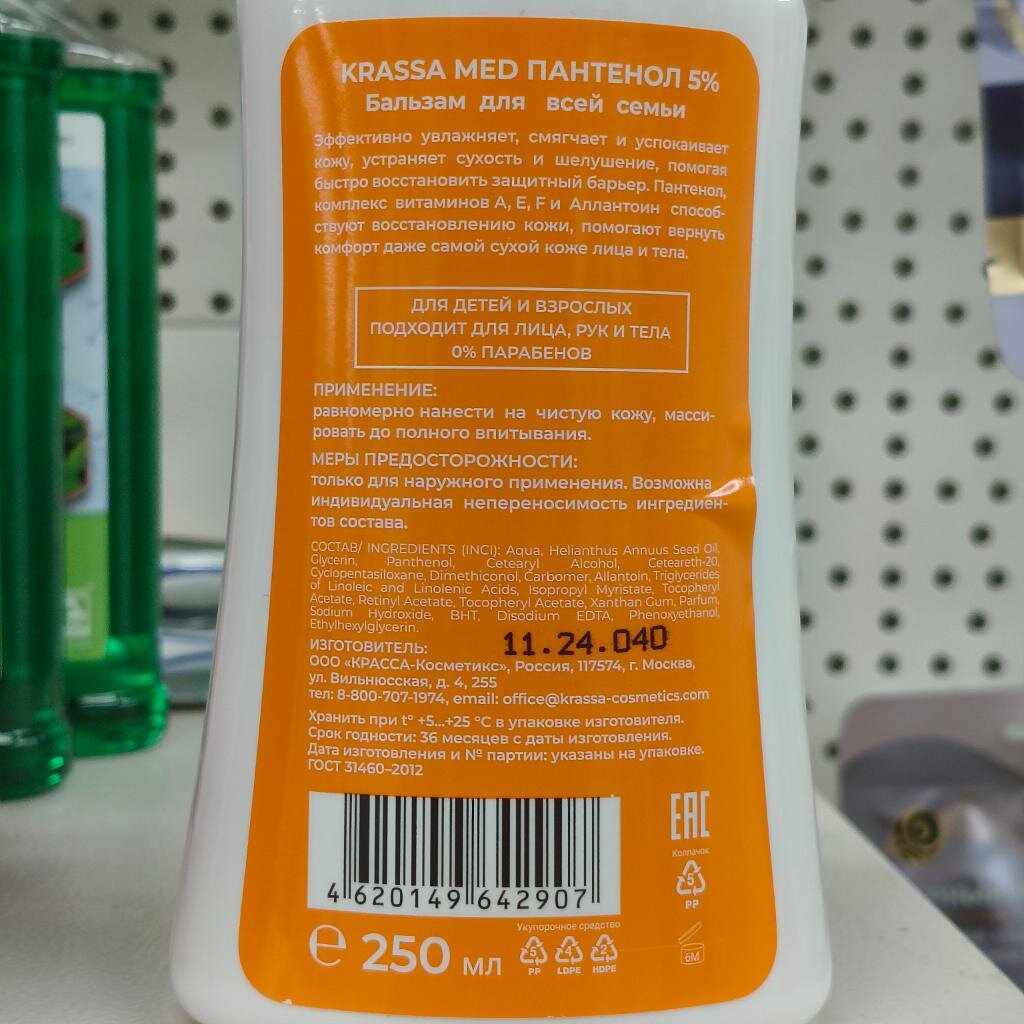 KRASSA MED ПАНТЕНОЛ 5%
Бальзам для всей семьи
Эффективно увлажняет, смягчает и успокаивает
кожу, устраняет сухость и шелушение, помогая
быстро восстановить защитный барьер. Пантенол,
комплекс витаминов А, Е, F и Аллантоин способ-
ствуют восстановлению кожи, помогают вернуть
комфорт даже самой сухой коже лица и тела.
ДЛЯ ДЕТЕЙ И ВЗРОСЛЫХ
ПОДХОДИТ ДЛЯ ЛИЦА, РУК И ТЕЛА
0% ПАРАБЕНОВ
ПРИМЕНЕНИЕ:
равномерно нанести на чистую кожу, масси-
ровать до полного впитывания.
МЕРЫ ПРЕДОСТОРОЖНОСТИ:
только для наружного применения. Возможна
индивидуальная непереносимость ингредиен-
тов состава.
СОСТАВ/ INGREDIENTS (INCI): Aqua, Helianthus Annuus Seed Oil,
Glycerin, Panthenol, Cetearyl Alcohol, Ceteareth-20,
Cyclopentasiloxane, Dimethiconol, Carbomer, Allantoin, Triglycerides
of Linoleic and Linolenic Acids, Isopropyl Myristate, Tocopheryl
Acetate, Retinyl Acetate, Tocopheryl Acetate, Xanthan Gum, Parfum,
Sodium Hydroxide, BHT, Disodium EDTA, Phenoxyethanol,
Ethylhexylglycerin.
11.24.040
ИЗГОТОВИТЕЛЬ:
ООО «КРАССА-Косметикс», Россия, 117574, г. Москва,
ул. Вильнюсская, д. 4, 255
тел: 8-800-707-1974, email: office@krassa-cosmetics.com
Хранить при t° +5...+25 °C в упаковке изготовителя.
Срок годности: 36 месяцев с даты изготовления.
Дата изготовления и № партии: указаны на упаковке.
ГОСТ 31460–2012
4 620149 642907
EAC
Колпачок
5
PP
Укупорочное средство
℮ 250 мл
5 4 2
PP LDPE HDPE
6M